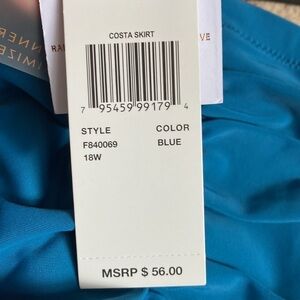 COSTA SKIRT
7 95459 99179 4
STYLE COLOR
F840069 BLUE
18W
MSRP $ 56.00